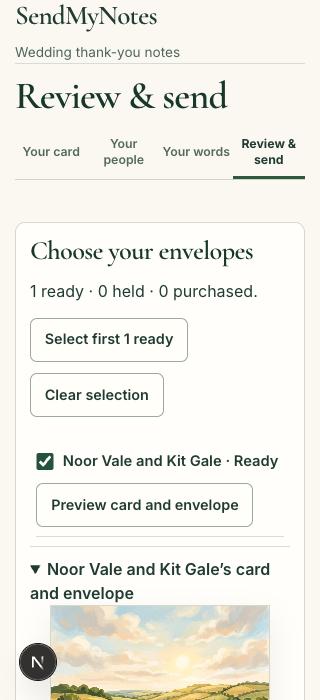 SendMyNotes
Wedding thank-you notes
Review & send
Your card
Your
people
Your words
Review &
send
Choose your envelopes
1 ready · 0 held · 0 purchased.
Select first 1 ready
Clear selection
Noor Vale and Kit Gale · Ready
Preview card and envelope
▼ Noor Vale and Kit Gale’s card
and envelope
N